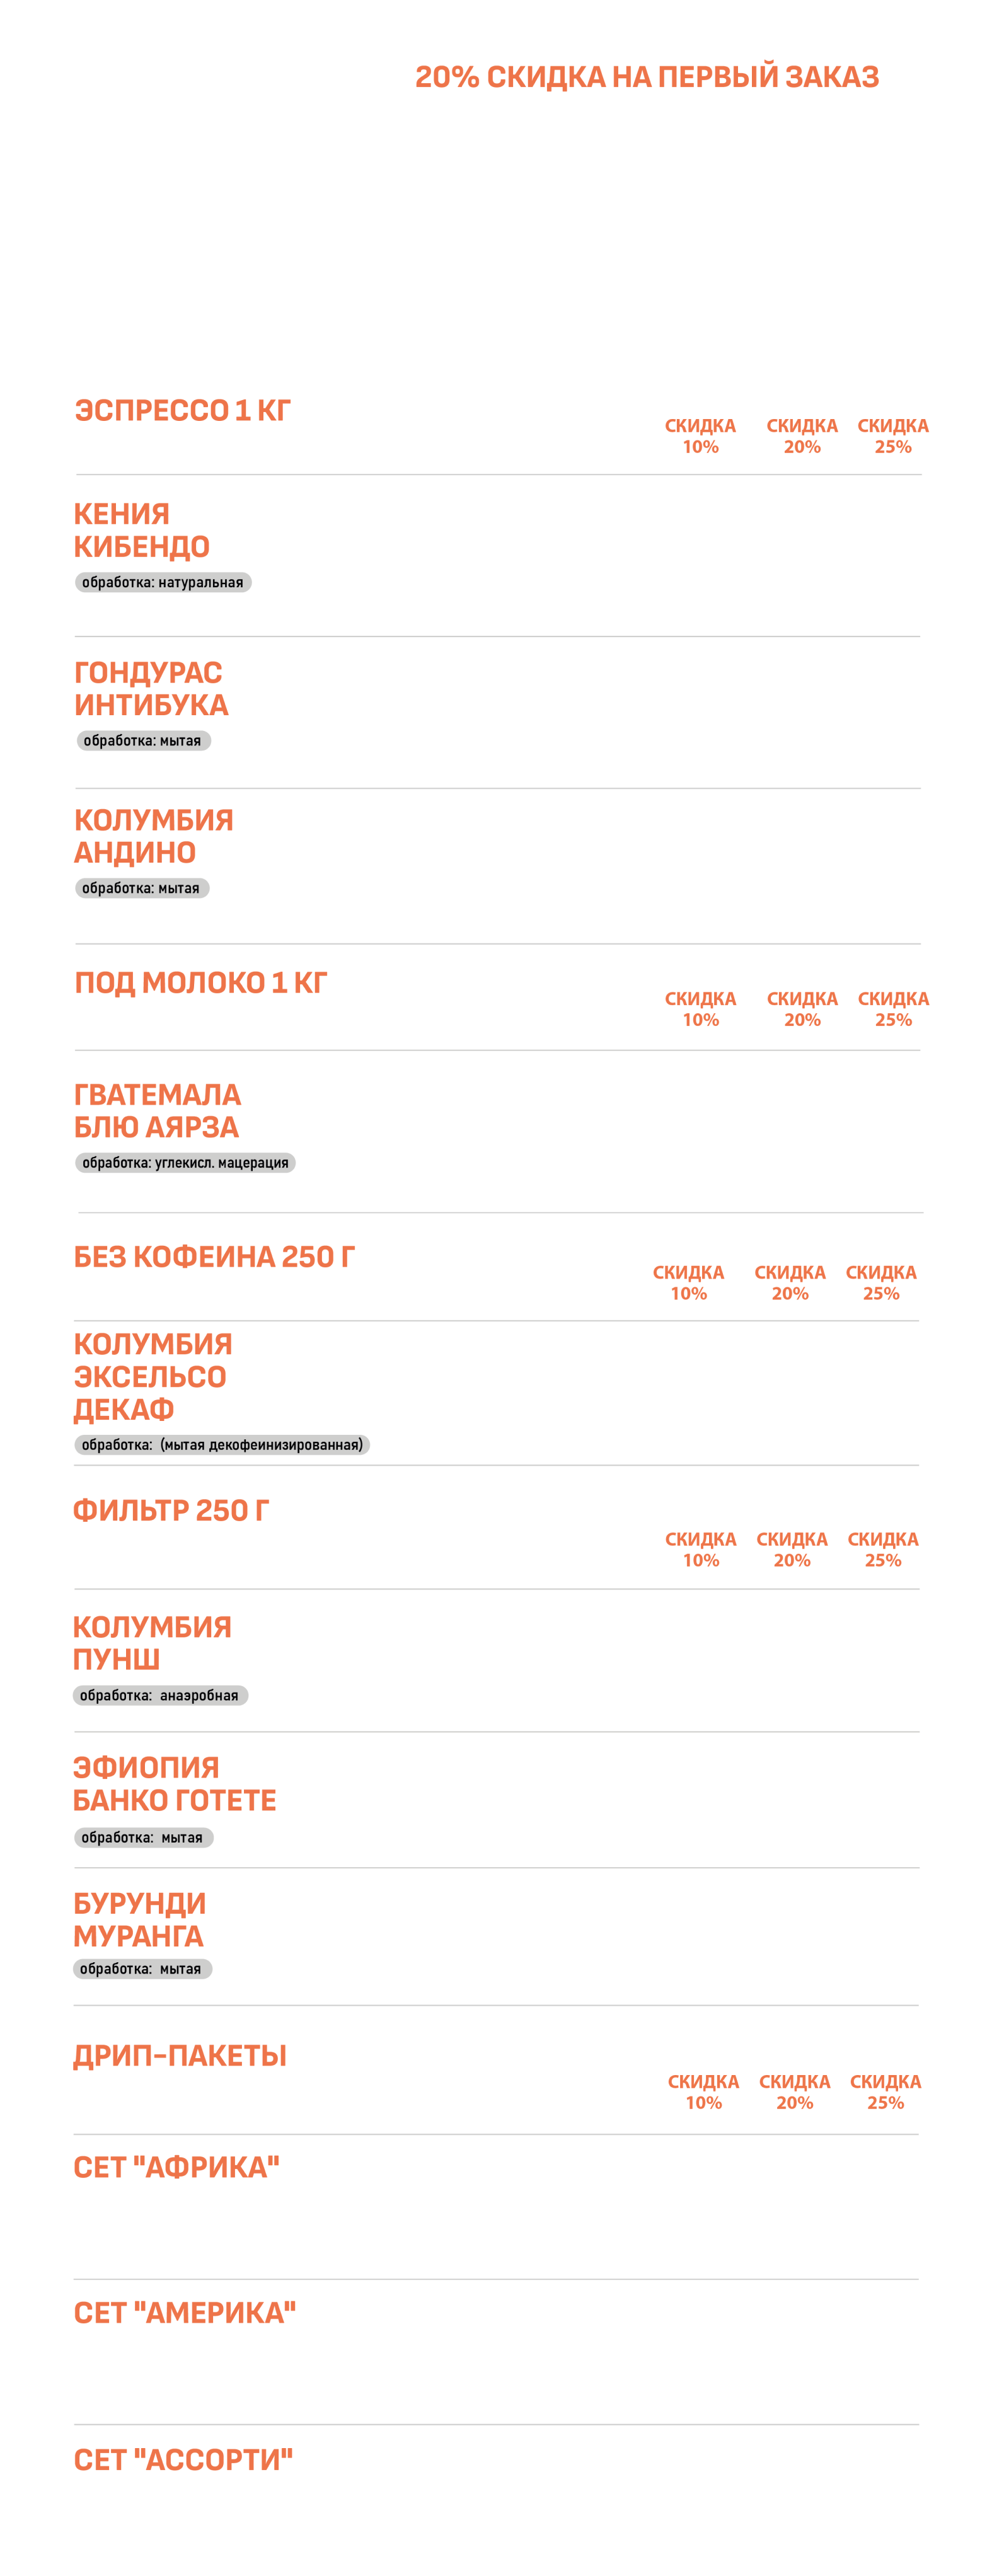 20% СКИДКА НА ПЕРВЫЙ ЗАКАЗ
ЭСПРЕССО 1 КГ
СКИДКА СКИДКА СКИДКА
10% 20% 25%
КЕНИЯ
КИБЕНДО
обработка: натуральная
ГОНДУРАС
ИНТИБУКА
обработка: мытая
КОЛУМБИЯ
АНДИНО
обработка: мытая
ПОД МОЛОКО 1 КГ
СКИДКА СКИДКА СКИДКА
10% 20% 25%
ГВАТЕМАЛА
БЛЮ АЯРЗА
обработка: углекисл. мацерация
БЕЗ КОФЕИНА 250 Г
СКИДКА СКИДКА СКИДКА
10% 20% 25%
КОЛУМБИЯ
ЭКСЕЛЬСО
ДЕКАФ
обработка: (мытая декофеинизированная)
ФИЛЬТР 250 Г
СКИДКА СКИДКА СКИДКА
10% 20% 25%
КОЛУМБИЯ
ПУНШ
обработка: анаэробная
ЭФИОПИЯ
БАНКО ГОТЕТЕ
обработка: мытая
БУРУНДИ
МУРАНГА
обработка: мытая
ДРИП-ПАКЕТЫ
СКИДКА СКИДКА СКИДКА
10% 20% 25%
СЕТ "АФРИКА"
СЕТ "АМЕРИКА"
СЕТ "АССОРТИ"